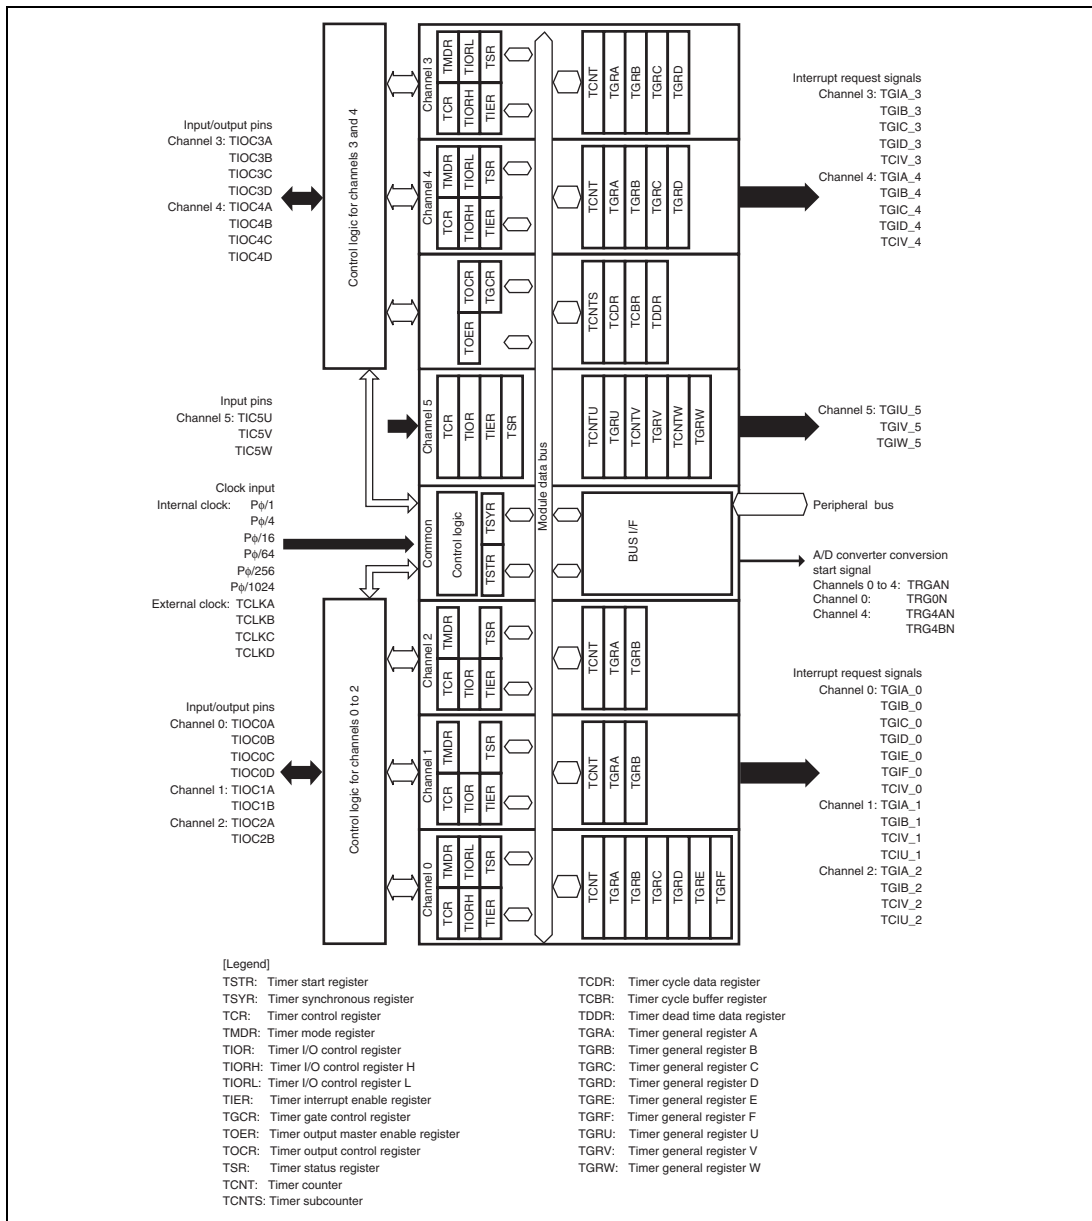 Input/output pins
Channel 3: TIOC3A
TIOC3B
TIOC3C
TIOC3D
Channel 4: TIOC4A
TIOC4B
TIOC4C
TIOC4D
Input pins
Channel 5: TIC5U
TIC5V
TIC5W
Clock input
Internal clock: Pφ/1
Pφ/4
Pφ/16
Pφ/64
Pφ/256
Pφ/1024
External clock: TCLKA
TCLKB
TCLKC
TCLKD
Input/output pins
Channel 0: TIOC0A
TIOC0B
TIOC0C
TIOC0D
Channel 1: TIOC1A
TIOC1B
Channel 2: TIOC2A
TIOC2B
Control logic for channels 3 and 4
Control logic for channels 0 to 2
Channel 3
TCR TMDR
TIORH TIORL
TIER TSR
TCNT
TGRA
TGRB
TGRC
TGRD
Channel 4
TCR TMDR
TIORH TIORL
TIER TSR
TCNT
TGRA
TGRB
TGRC
TGRD
TOER TOCR
TGCR
TCNTS
TCDR
TCBR
TDDR
Channel 5
TCR
TIOR
TIER
TSR
TCNTU
TGRU
TCNTV
TGRV
TCNTW
TGRW
Module data bus
Common
Control logic
TSTR TSYR
BUS I/F
Channel 2
TCR TMDR
TIOR
TIER TSR
TCNT
TGRA
TGRB
Channel 1
TCR TMDR
TIOR
TIER TSR
TCNT
TGRA
TGRB
Channel 0
TCR TMDR
TIORH TIORL
TIER TSR
TCNT
TGRA
TGRB
TGRC
TGRD
TGRE
TGRF
Interrupt request signals
Channel 3: TGIA_3
TGIB_3
TGIC_3
TGID_3
TCIV_3
Channel 4: TGIA_4
TGIB_4
TGIC_4
TGID_4
TCIV_4
Channel 5: TGIU_5
TGIV_5
TGIW_5
Peripheral bus
A/D converter conversion
start signal
Channels 0 to 4: TRGAN
Channel 0: TRG0N
Channel 4: TRG4AN
TRG4BN
Interrupt request signals
Channel 0: TGIA_0
TGIB_0
TGIC_0
TGID_0
TGIE_0
TGIF_0
TCIV_0
Channel 1: TGIA_1
TGIB_1
TCIV_1
TCIU_1
Channel 2: TGIA_2
TGIB_2
TCIV_2
TCIU_2
[Legend]
TSTR: Timer start register
TSYR: Timer synchronous register
TCR: Timer control register
TMDR: Timer mode register
TIOR: Timer I/O control register
TIORH: Timer I/O control register H
TIORL: Timer I/O control register L
TIER: Timer interrupt enable register
TGCR: Timer gate control register
TOER: Timer output master enable register
TOCR: Timer output control register
TSR: Timer status register
TCNT: Timer counter
TCNTS: Timer subcounter
TCDR: Timer cycle data register
TCBR: Timer cycle buffer register
TDDR: Timer dead time data register
TGRA: Timer general register A
TGRB: Timer general register B
TGRC: Timer general register C
TGRD: Timer general register D
TGRE: Timer general register E
TGRF: Timer general register F
TGRU: Timer general register U
TGRV: Timer general register V
TGRW: Timer general register W